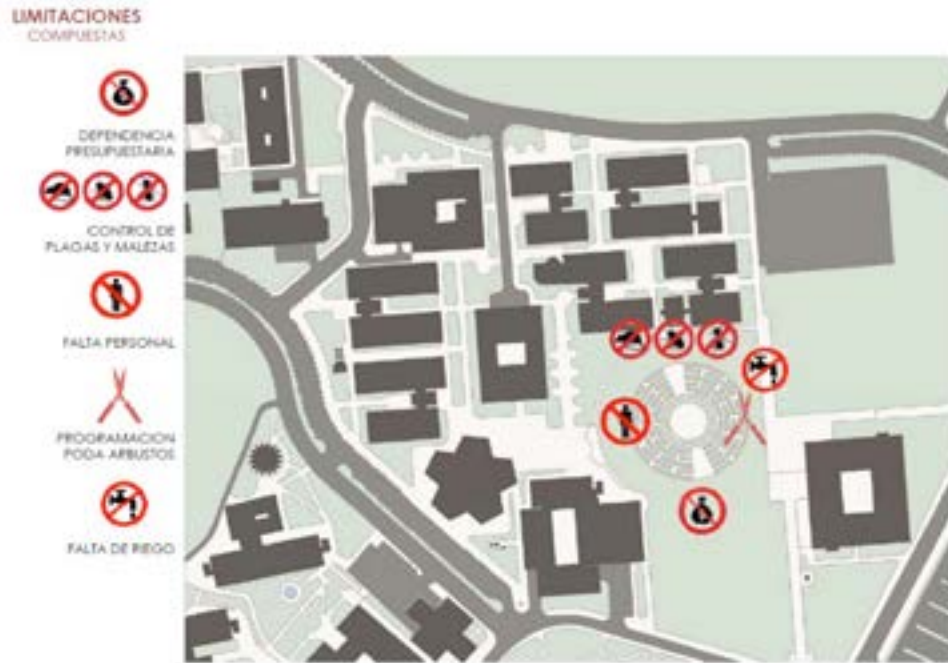 LIMITACIONES
COMPUESTAS
DEPENDENCIA
PRESUPUESTARIA
CONTROL DE
PLAGAS Y MALEZAS
FALTA PERSONAL
PROGRAMACION
PODA ARBUSTOS
FALTA DE RIEGO